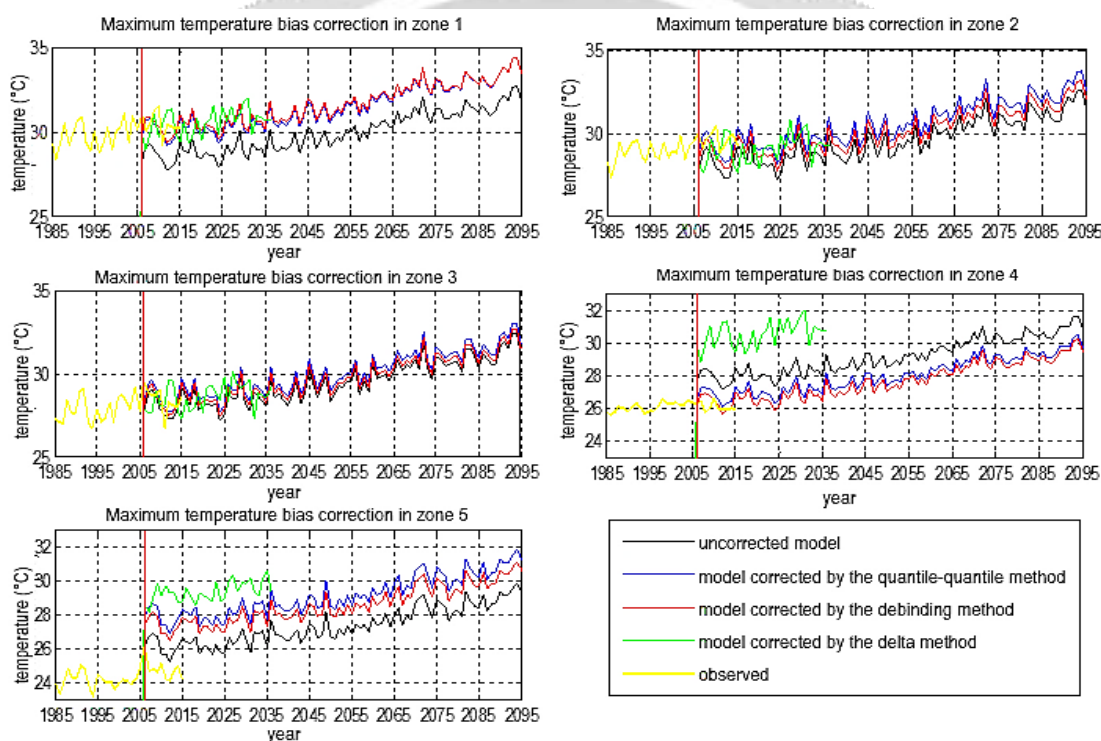 Maximum temperature bias correction in zone 1
35
30
25
temperature (°C)
1985 1995 2005 2015 2025 2035 2045 2055 2065 2075 2085 2095
year
Maximum temperature bias correction in zone 2
35
30
25
temperature (°C)
1985 1995 2005 2015 2025 2035 2045 2055 2065 2075 2085 2095
year
Maximum temperature bias correction in zone 3
35
30
25
temperature (°C)
1985 1995 2005 2015 2025 2035 2045 2055 2065 2075 2085 2095
year
Maximum temperature bias correction in zone 4
32
30
28
26
24
temperature (°C)
1985 1995 2005 2015 2025 2035 2045 2055 2065 2075 2085 2095
year
Maximum temperature bias correction in zone 5
32
30
28
26
24
temperature (°C)
1985 1995 2005 2015 2025 2035 2045 2055 2065 2075 2085 2095
year
uncorrected model
model corrected by the quantile-quantile method
model corrected by the debinding method
model corrected by the delta method
observed